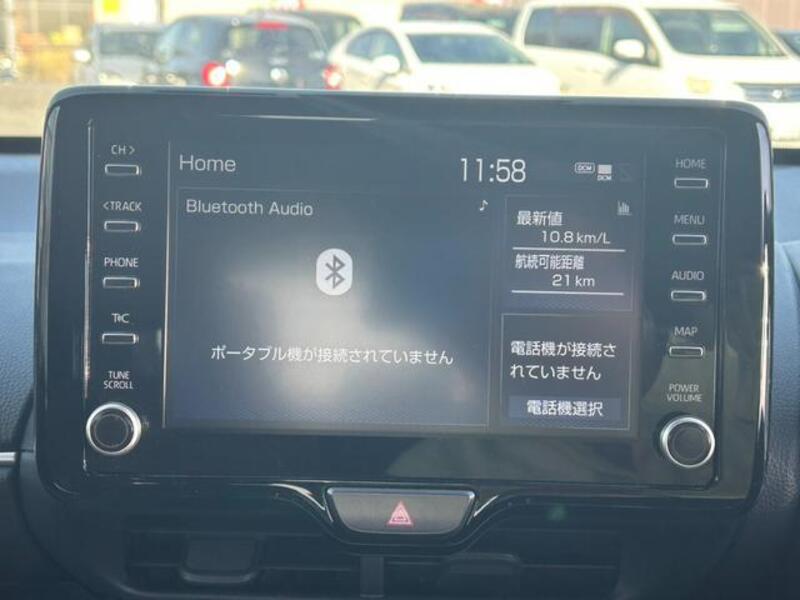 CH >
< TRACK
PHONE
T*C
TUNE
SCROLL
Home
11:58
DCM
DCM
Bluetooth Audio
ポータブル機が接続されていません
最新値
10.8 km/L
航続可能距離
21 km
電話機が接続さ
れていません
電話機選択
HOME
MENU
AUDIO
MAP
POWER
VOLUME